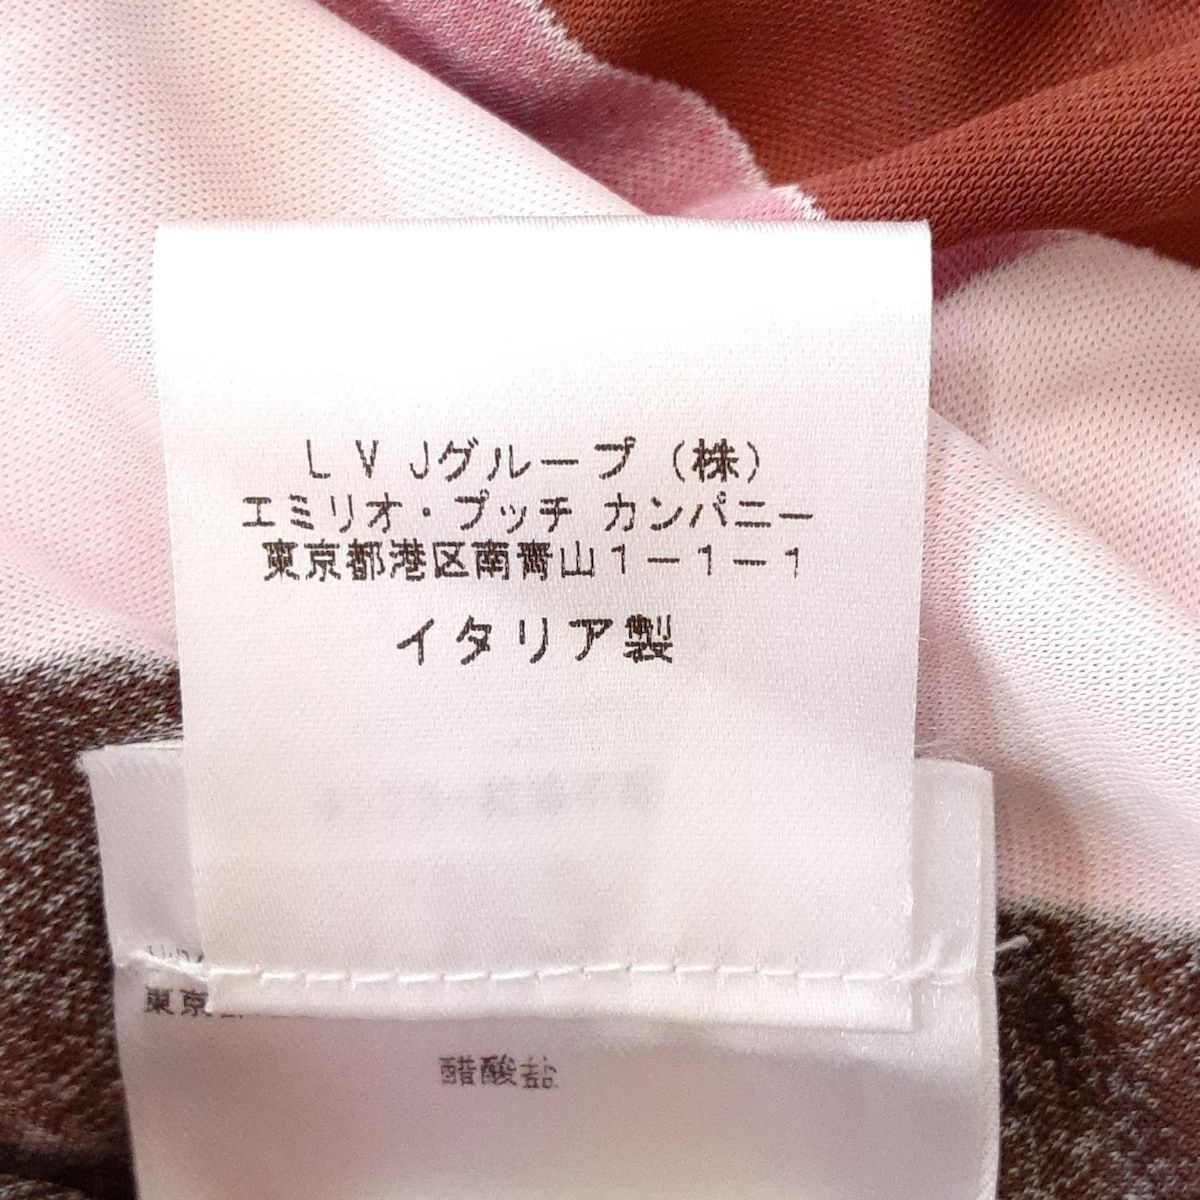 LVJグループ（株）
エミリオ・プッチ カンパニー
東京都港区南青山1-1-1
イタリア製
東京
醋酸